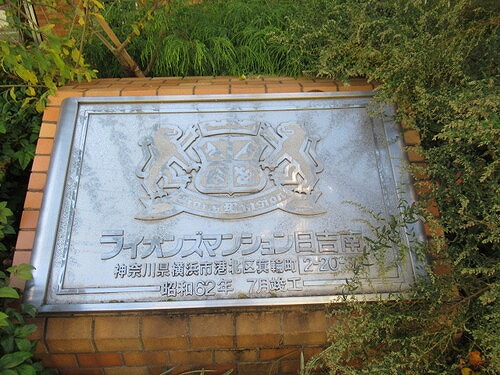 LIONS MANSION
ライオンズマンション日吉南
神奈川県横浜市港北区箕輪町 2-20
昭和62年 7月竣工